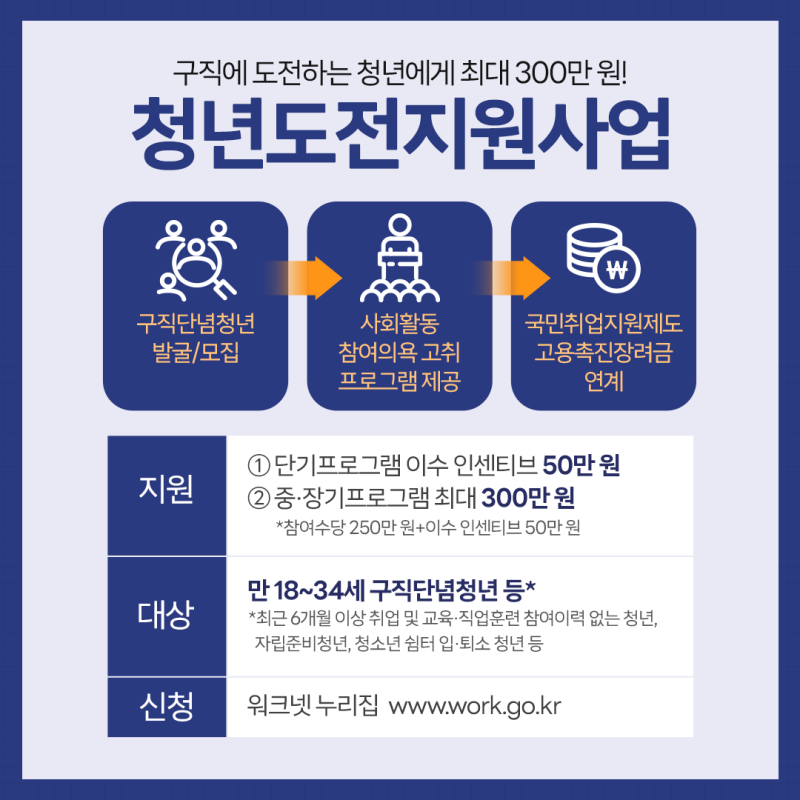 구직에 도전하는 청년에게 최대 300만 원!
청년도전지원사업
구직단념청년
발굴/모집
사회활동
참여의욕 고취
프로그램 제공
₩
국민취업지원제도
고용촉진장려금
연계
지원
① 단기프로그램 이수 인센티브 50만 원
② 중·장기프로그램 최대 300만 원
*참여수당 250만 원+이수 인센티브 50만 원
대상
만 18~34세 구직단념청년 등*
*최근 6개월 이상 취업 및 교육·직업훈련 참여이력 없는 청년,
자립준비청년, 청소년 쉼터 입·퇴소 청년 등
신청
워크넷 누리집 www.work.go.kr